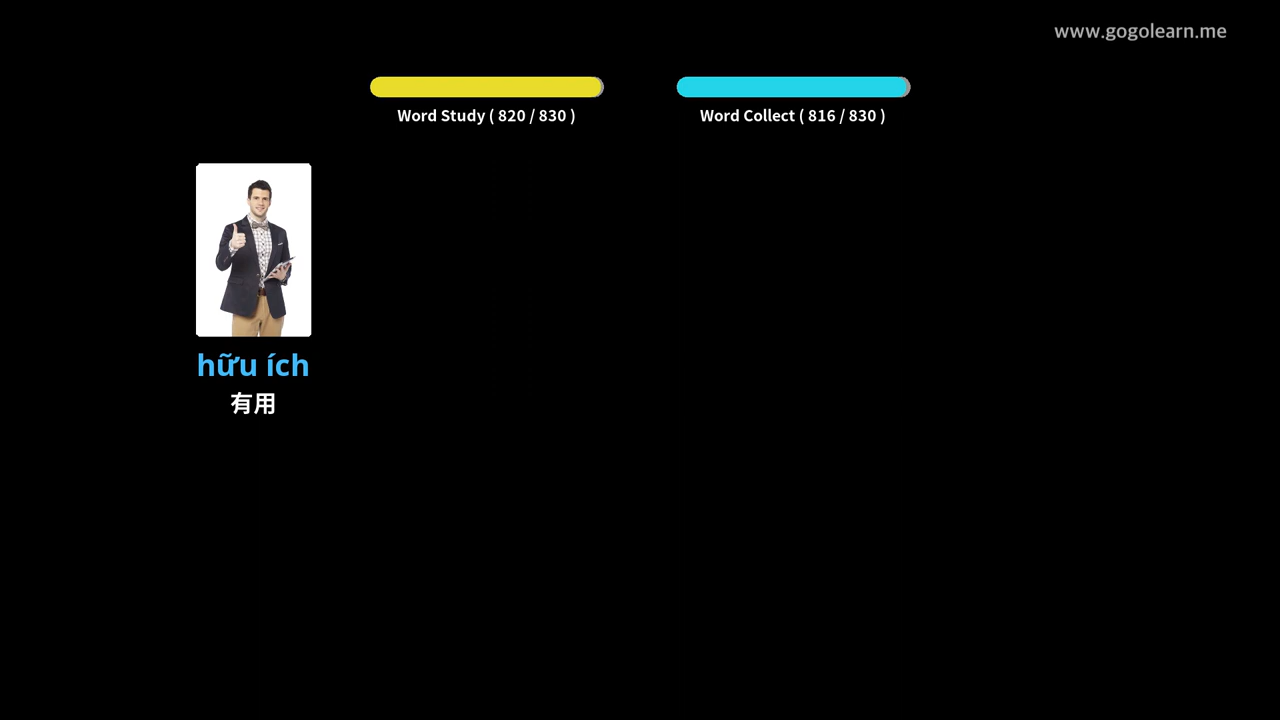 www.gogolearn.me
Word Study ( 820 / 830 )
Word Collect ( 816 / 830 )
hữu ích
有用